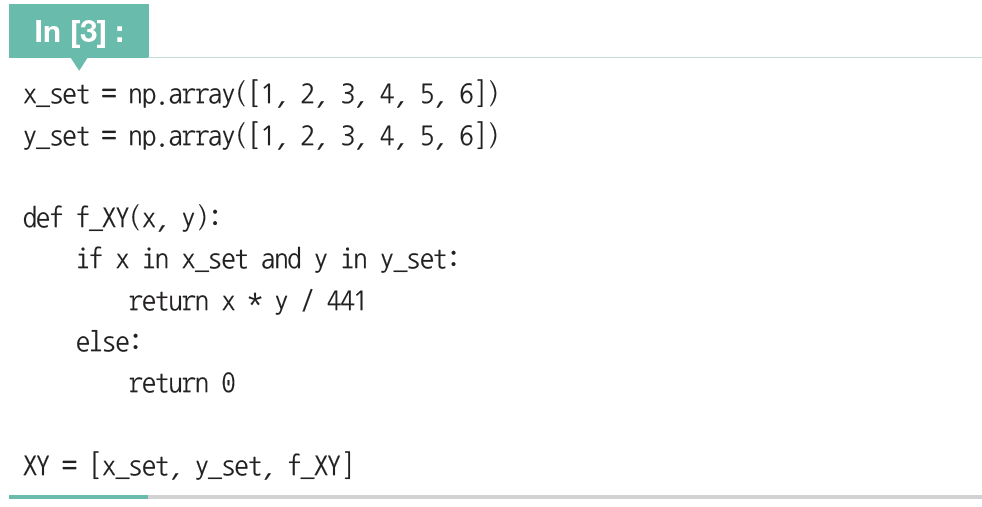 In [3] :
x_set = np.array([1, 2, 3, 4, 5, 6])
y_set = np.array([1, 2, 3, 4, 5, 6])
def f_XY(x, y):
    if x in x_set and y in y_set:
        return x * y / 441
    else:
        return 0
XY = [x_set, y_set, f_XY]